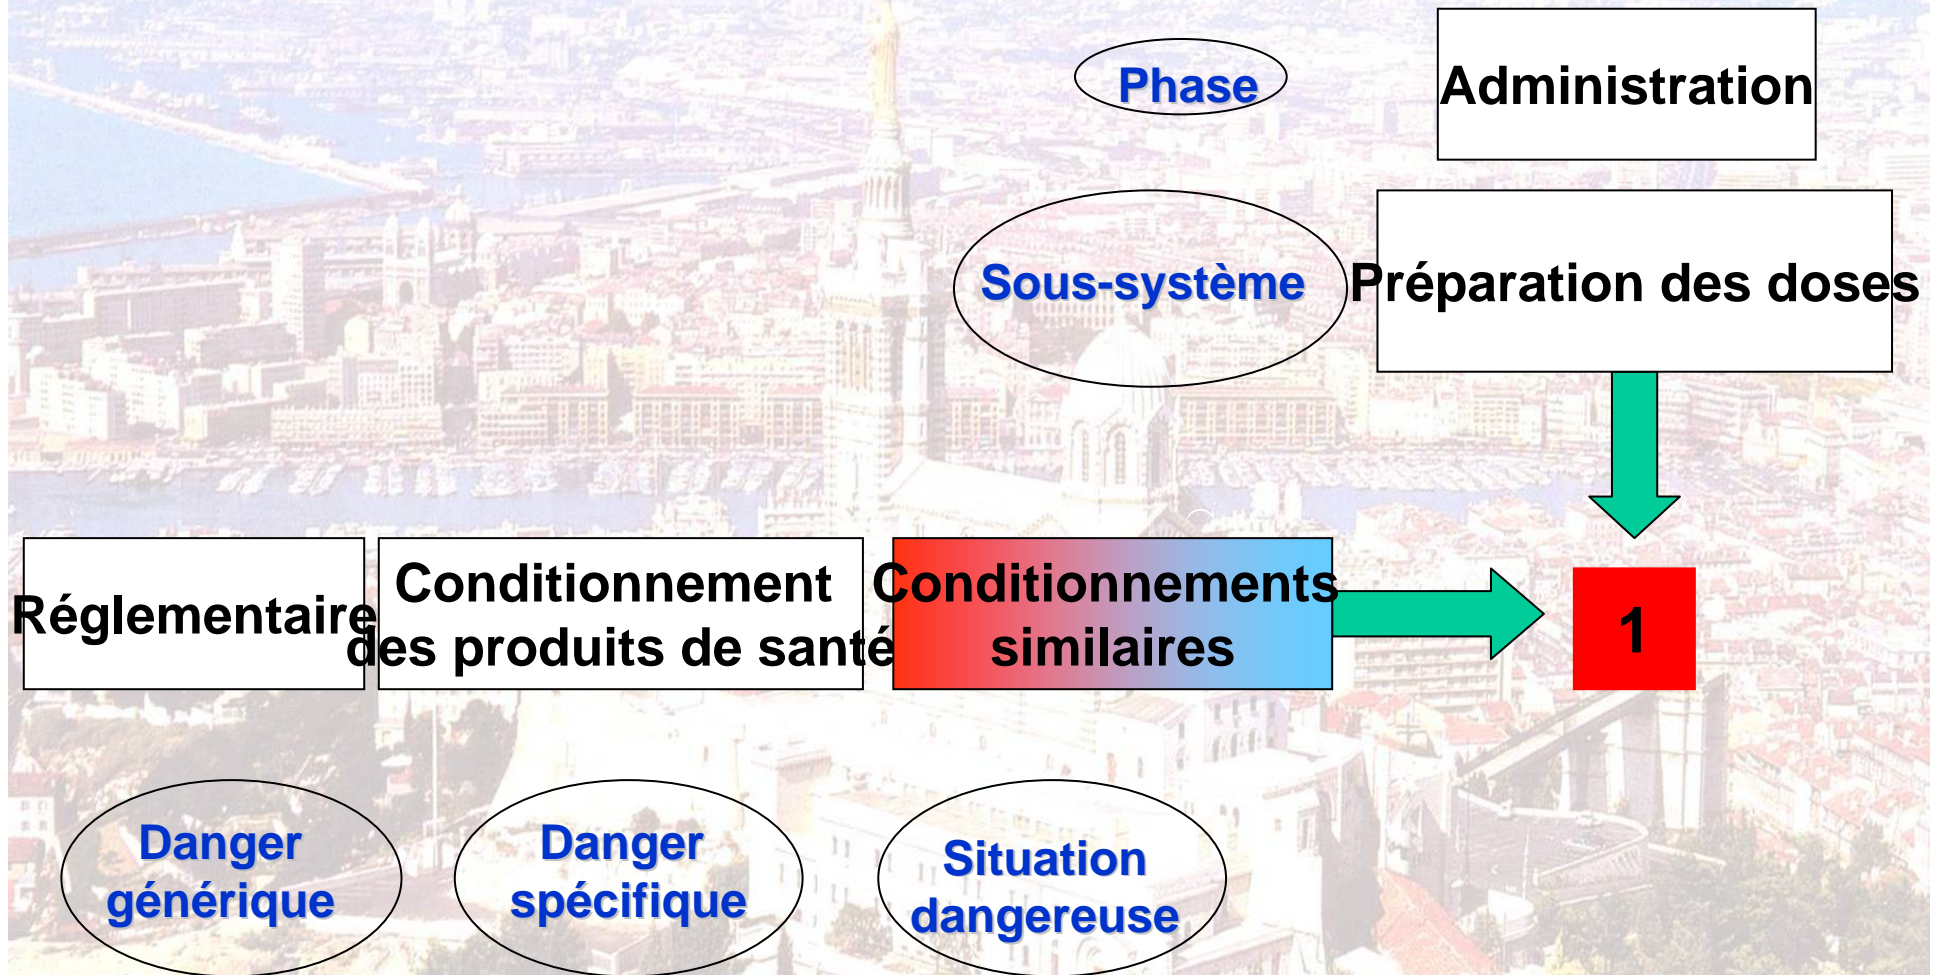 Phase
Administration
Sous-système
Préparation des doses
Réglementaire
Conditionnement
des produits de santé
Conditionnements
similaires
1
Danger
générique
Danger
spécifique
Situation
dangereuse